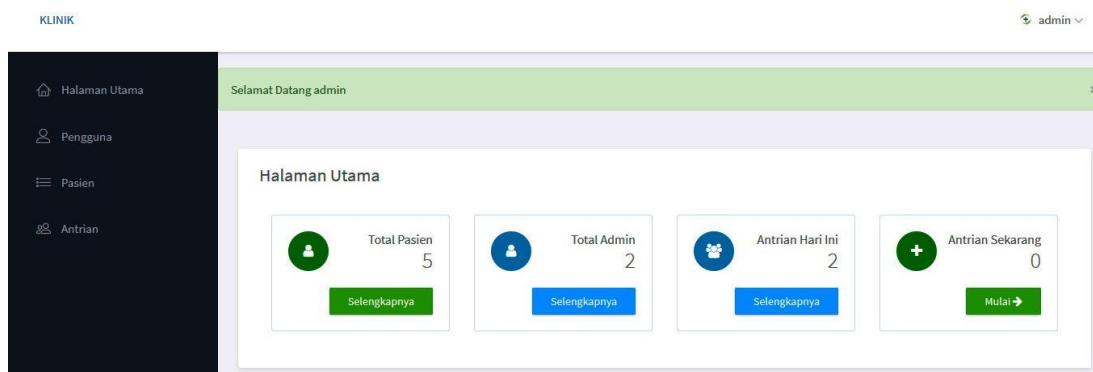 KLINIK
admin
Halaman Utama
Pengguna
Pasien
Antrian
Selamat Datang admin
Halaman Utama
Total Pasien
5
Selengkapnya
Total Admin
2
Selengkapnya
Antrian Hari Ini
2
Selengkapnya
Antrian Sekarang
0
Mulai